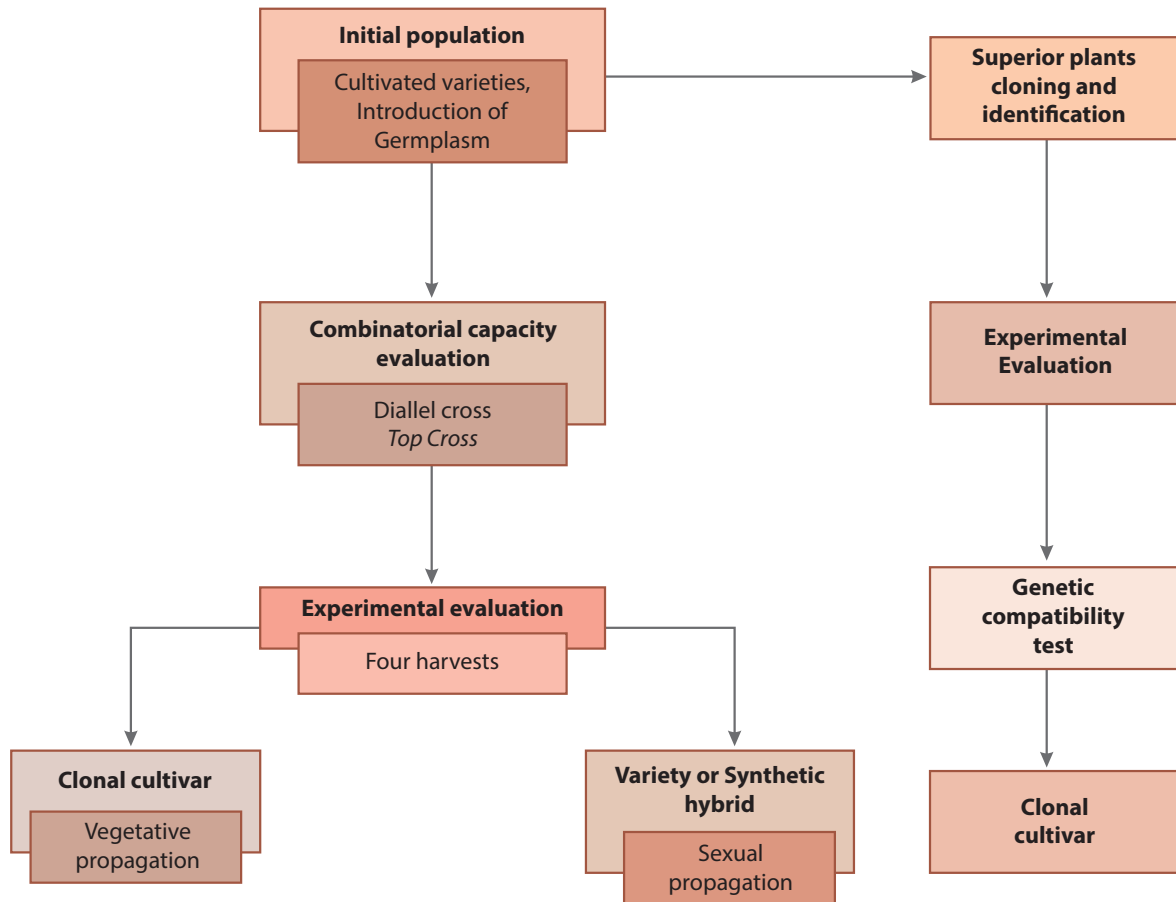 Initial population
Cultivated varieties,
Introduction of
Germplasm
Superior plants
cloning and
identification
Combinatorial capacity
evaluation
Diallel cross
Top Cross
Experimental
Evaluation
Experimental evaluation
Four harvests
Genetic
compatibility
test
Clonal cultivar
Vegetative
propagation
Variety or Synthetic
hybrid
Sexual
propagation
Clonal
cultivar